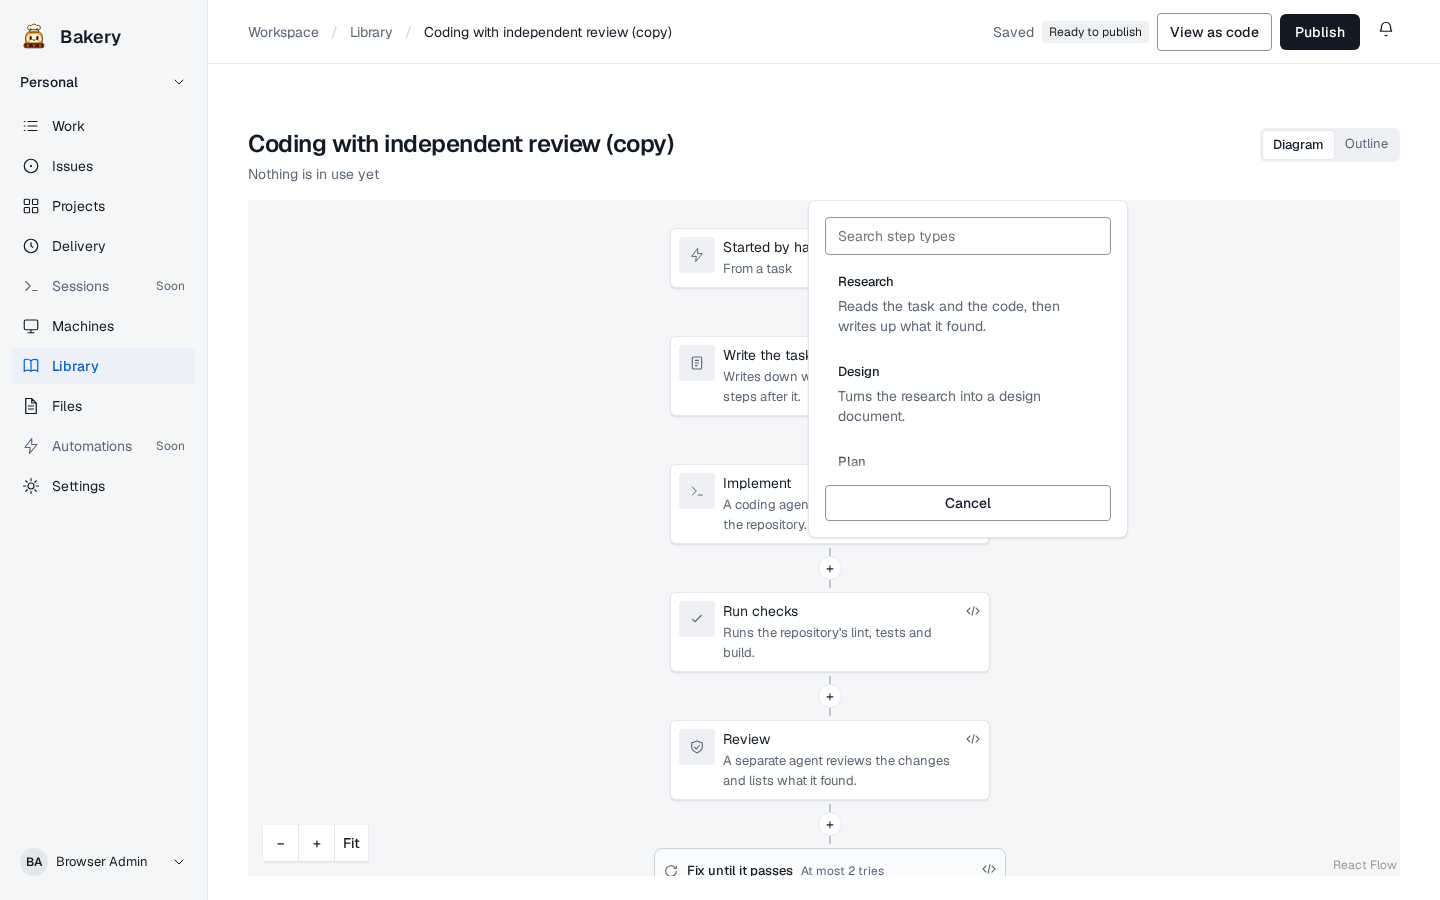 Bakery
Personal
Work
Issues
Projects
Delivery
Sessions Soon
Machines
Library
Files
Automations Soon
Settings
BA Browser Admin
Workspace / Library / Coding with independent review (copy)
Saved Ready to publish View as code Publish
Coding with independent review (copy)
Nothing is in use yet
Diagram Outline
Started by ha
From a task
Write the task
Writes down w
steps after it.
Implement
A coding agen
the repository.
Search step types
Research
Reads the task and the code, then
writes up what it found.
Design
Turns the research into a design
document.
Plan
Cancel
+
Run checks
Runs the repository's lint, tests and
build.
+
Review
A separate agent reviews the changes
and lists what it found.
+
Fix until it passes At most 2 tries
− + Fit
React Flow